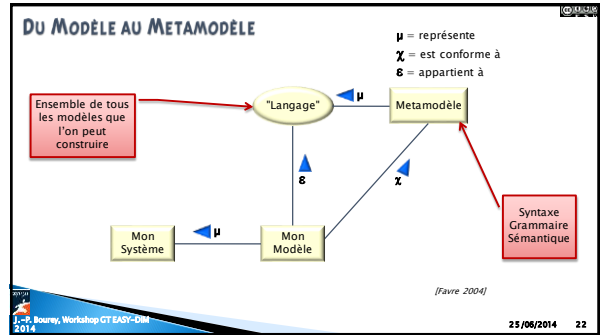 DU MODÈLE AU METAMODÈLE
μ = représente
χ = est conforme à
ε = appartient à
Ensemble de tous
les modèles que
l'on peut
construire
"Langage"
μ
Metamodèle
ε
χ
Syntaxe
Grammaire
Sémantique
Mon
Système
μ
Mon
Modèle
[Favre 2004]
J.-P. Bourey, Workshop GT EASY-DIM
2014
25/06/2014
22